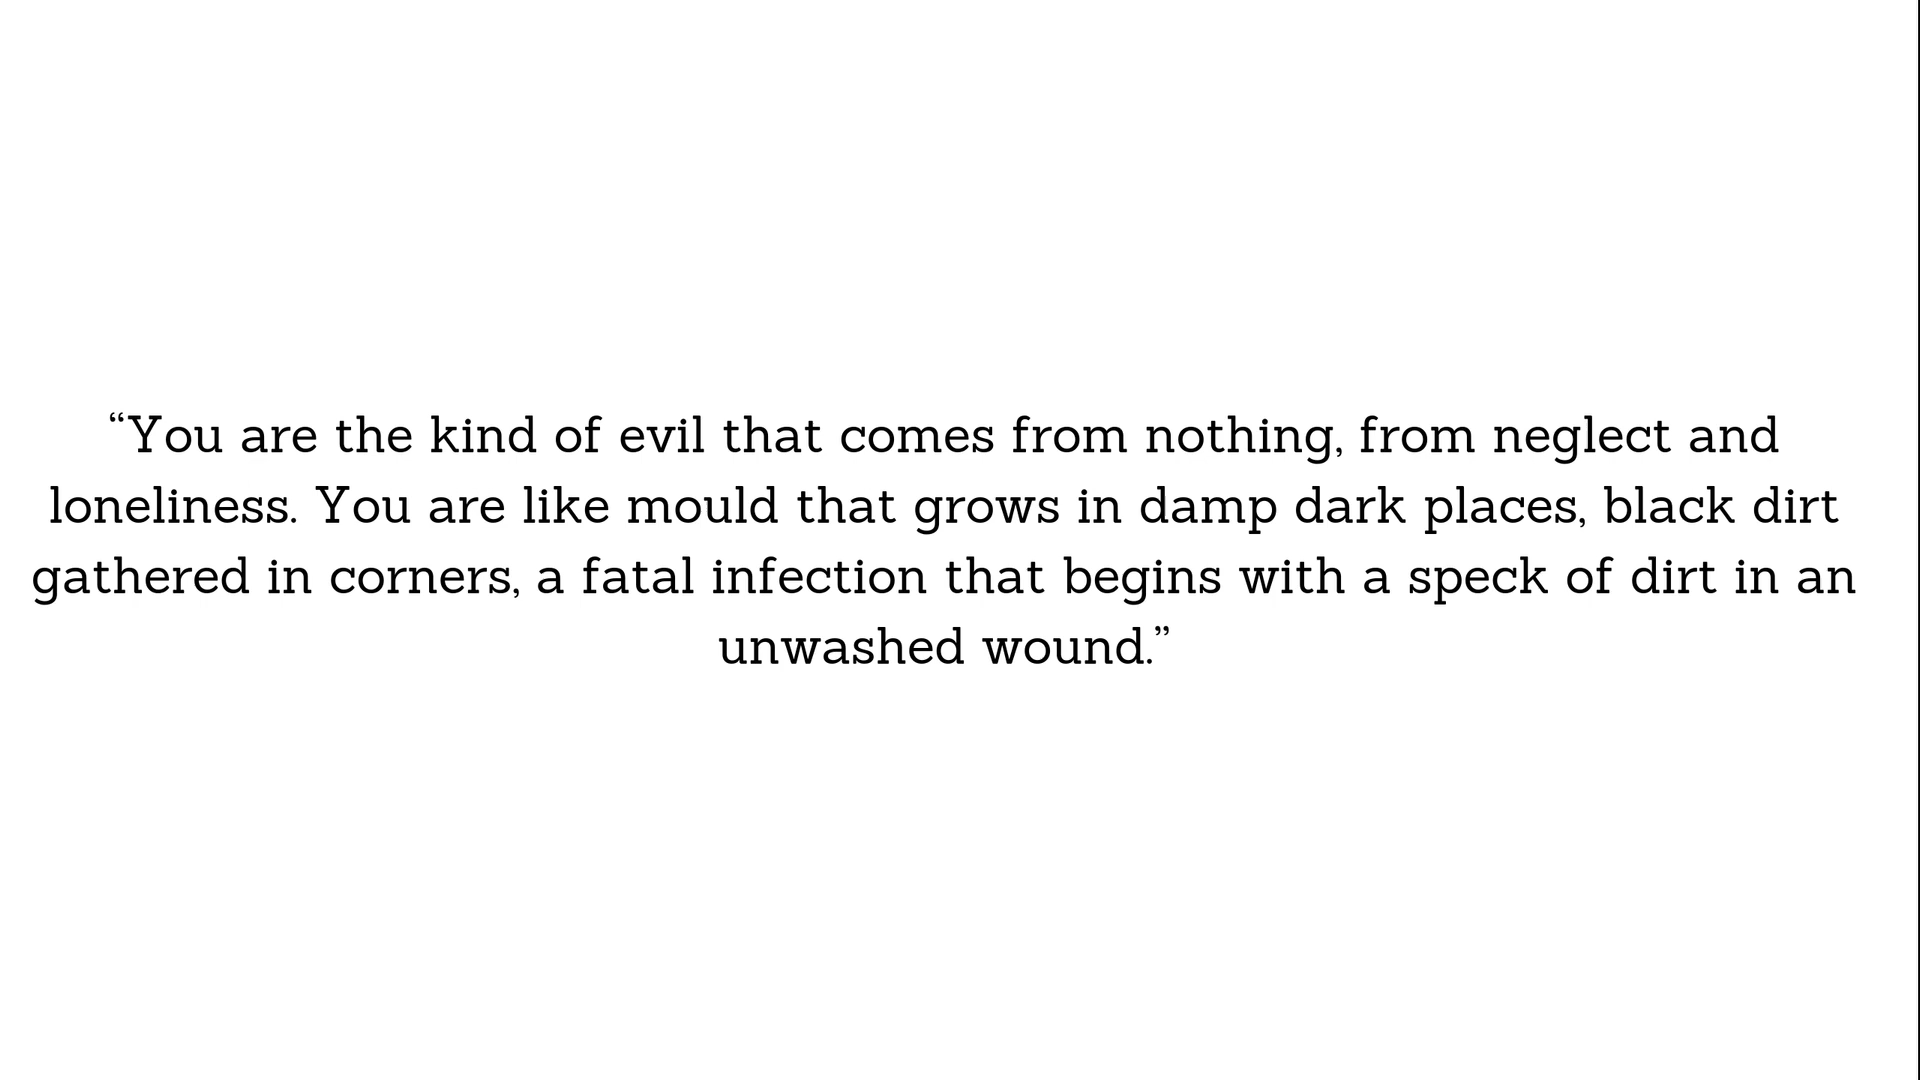 “You are the kind of evil that comes from nothing, from neglect and
loneliness. You are like mould that grows in damp dark places, black dirt
gathered in corners, a fatal infection that begins with a speck of dirt in an
unwashed wound.”